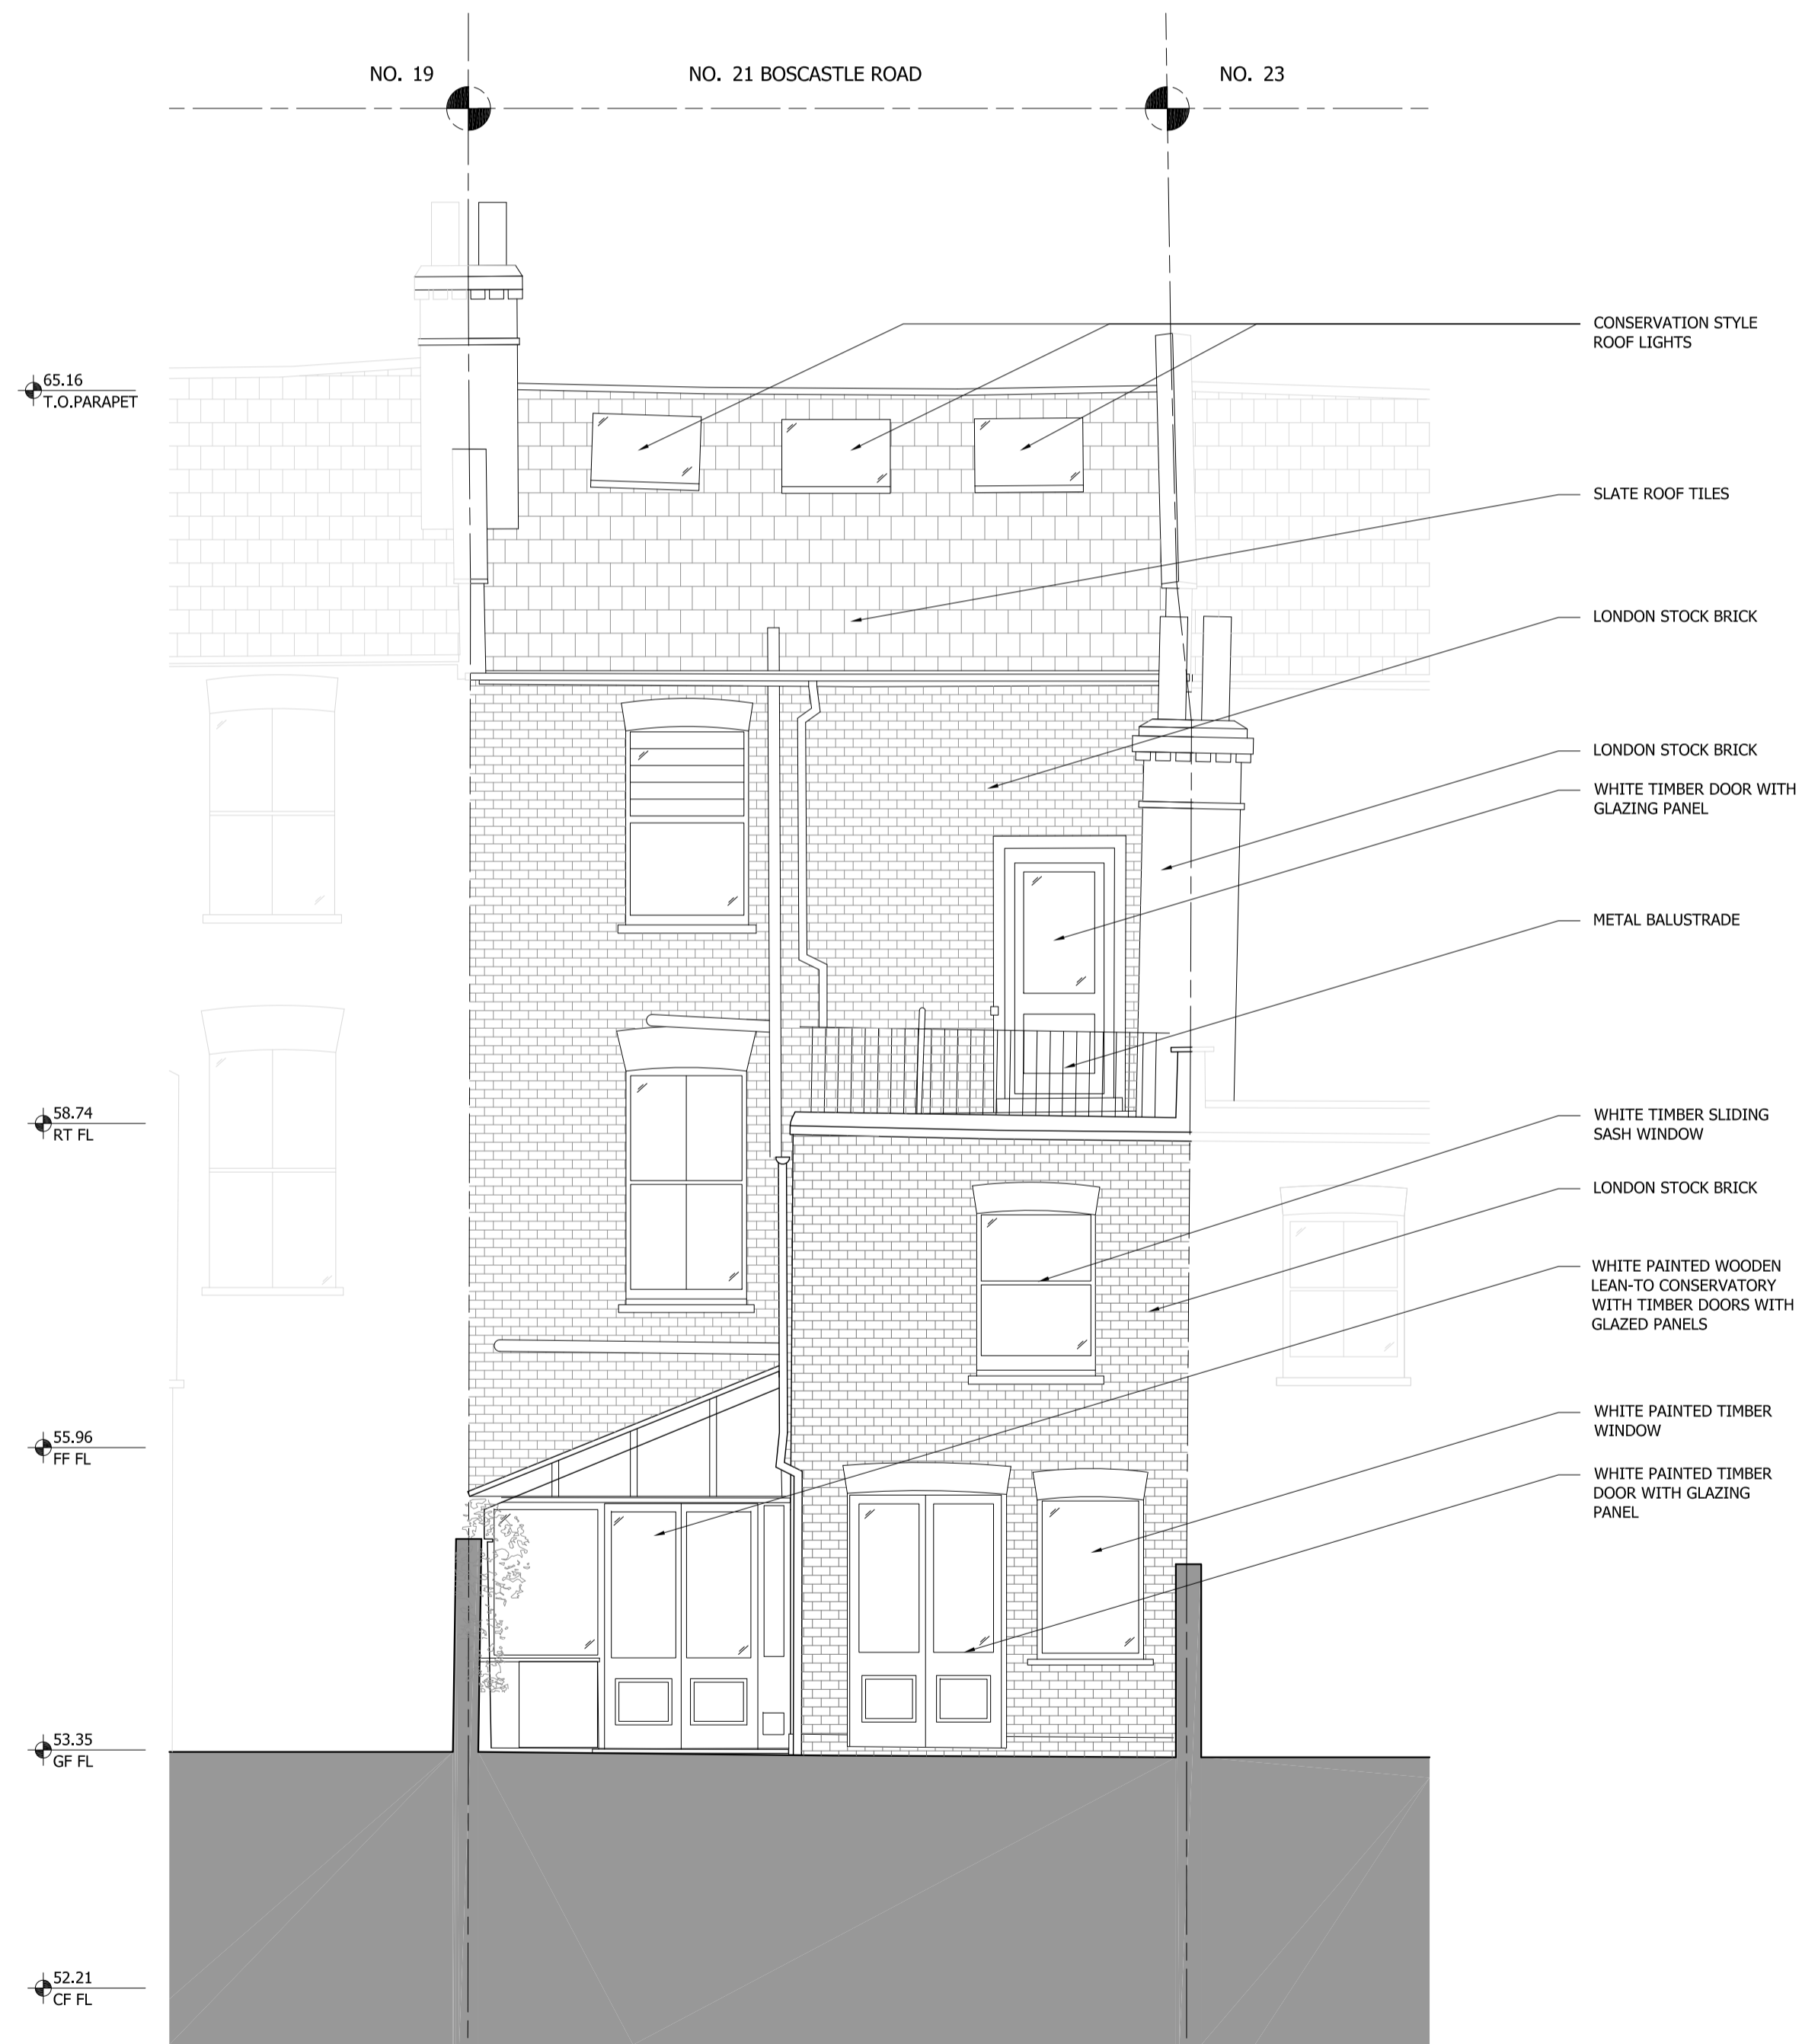 NO. 19
NO. 21 BOSCASTLE ROAD
NO. 23
CONSERVATION STYLE
ROOF LIGHTS
65.16
T.O.PARAPET
SLATE ROOF TILES
LONDON STOCK BRICK
LONDON STOCK BRICK
WHITE TIMBER DOOR WITH
GLAZING PANEL
METAL BALUSTRADE
58.74
RT FL
WHITE TIMBER SLIDING
SASH WINDOW
LONDON STOCK BRICK
WHITE PAINTED WOODEN
LEAN-TO CONSERVATORY
WITH TIMBER DOORS WITH
GLAZED PANELS
WHITE PAINTED TIMBER
WINDOW
55.96
FF FL
WHITE PAINTED TIMBER
DOOR WITH GLAZING
PANEL
53.35
GF FL
52.21
CF FL